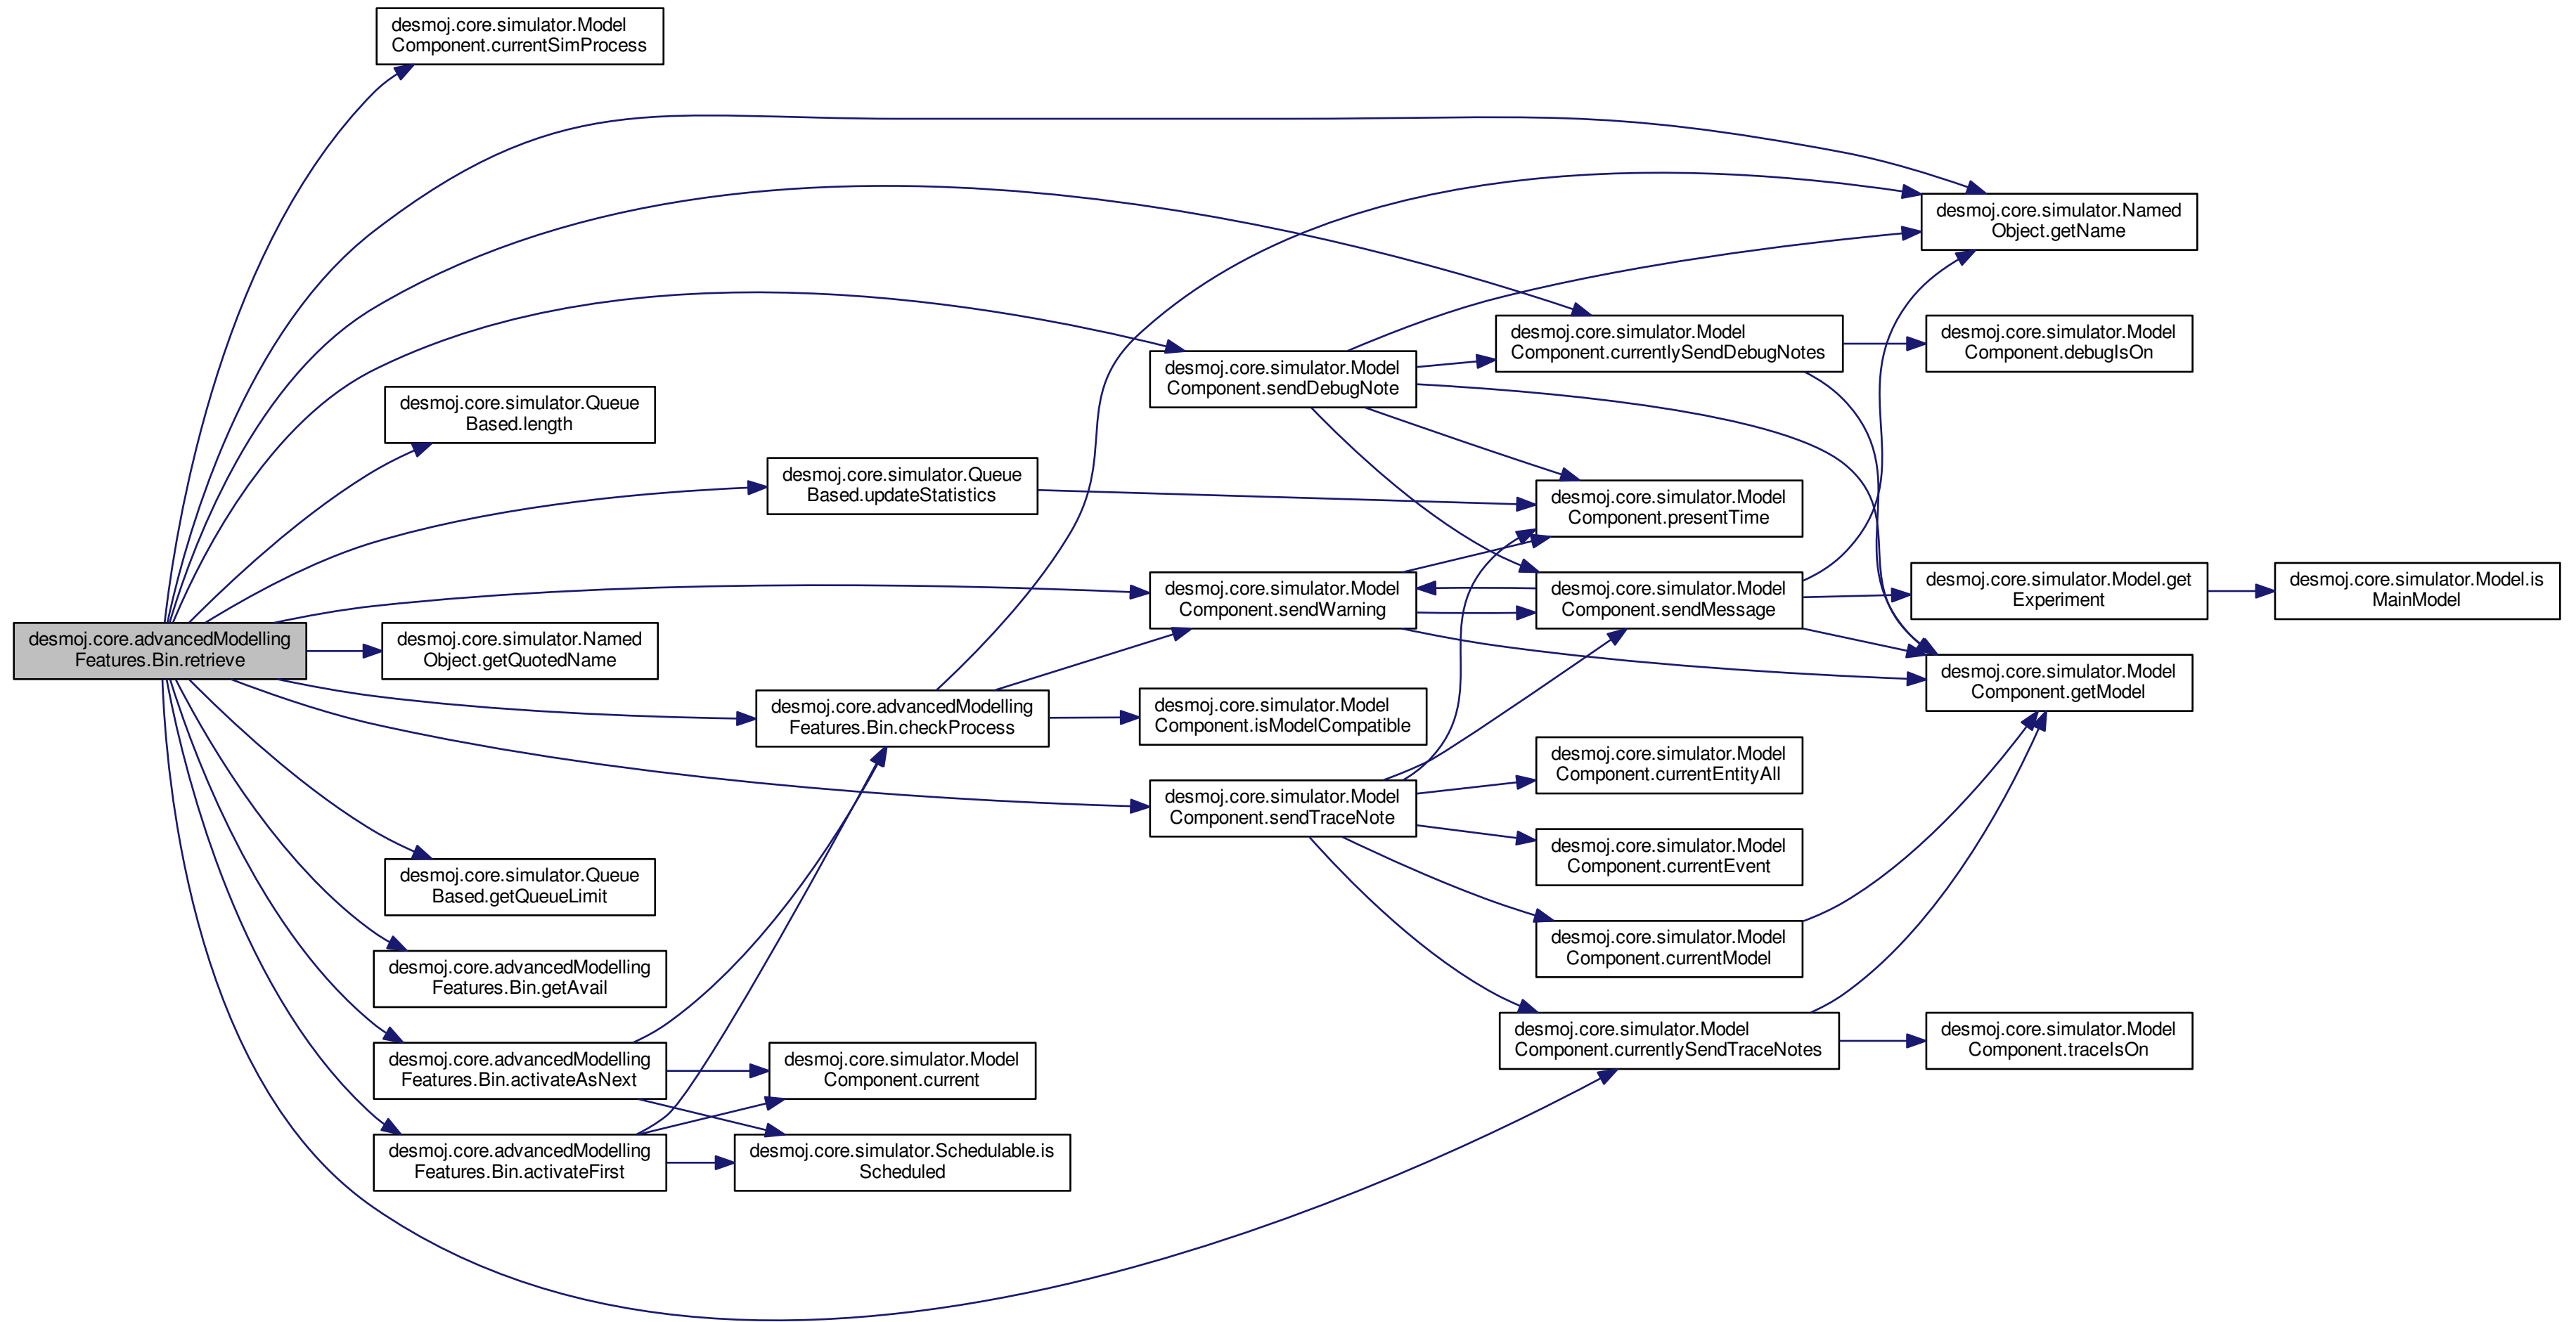 desmoj.core.simulator.Model
Component.currentSimProcess
desmoj.core.simulator.Named
Object.getName
desmoj.core.simulator.Model
Component.currentlySendDebugNotes
desmoj.core.simulator.Model
Component.debugIsOn
desmoj.core.simulator.Model
Component.sendDebugNote
desmoj.core.simulator.Queue
Based.length
desmoj.core.simulator.Queue
Based.updateStatistics
desmoj.core.simulator.Model
Component.presentTime
desmoj.core.simulator.Model
Component.sendWarning
desmoj.core.simulator.Model
Component.sendMessage
desmoj.core.simulator.Model.get
Experiment
desmoj.core.simulator.Model.is
MainModel
desmoj.core.advancedModelling
Features.Bin.retrieve
desmoj.core.simulator.Named
Object.getQuotedName
desmoj.core.simulator.Model
Component.getModel
desmoj.core.advancedModelling
Features.Bin.checkProcess
desmoj.core.simulator.Model
Component.isModelCompatible
desmoj.core.simulator.Model
Component.currentEntityAll
desmoj.core.simulator.Model
Component.sendTraceNote
desmoj.core.simulator.Model
Component.currentEvent
desmoj.core.simulator.Queue
Based.getQueueLimit
desmoj.core.simulator.Model
Component.currentModel
desmoj.core.advancedModelling
Features.Bin.getAvail
desmoj.core.simulator.Model
Component.currentlySendTraceNotes
desmoj.core.simulator.Model
Component.traceIsOn
desmoj.core.advancedModelling
Features.Bin.activateAsNext
desmoj.core.simulator.Model
Component.current
desmoj.core.advancedModelling
Features.Bin.activateFirst
desmoj.core.simulator.Schedulable.is
Scheduled